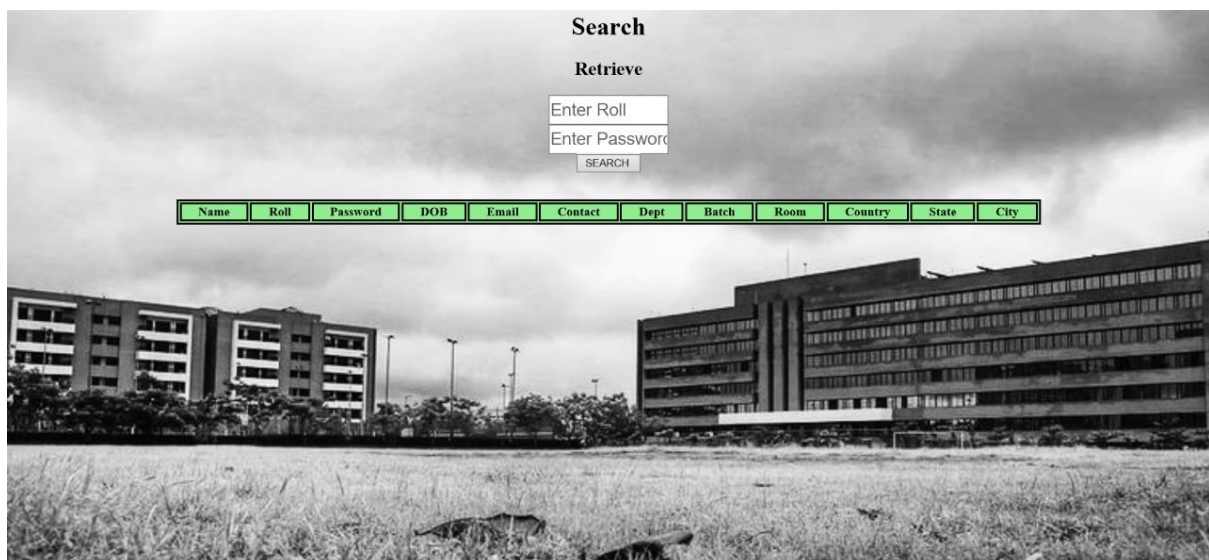 Search
Retrieve
Enter Roll
Enter Password
SEARCH
Name Roll Password DOB Email Contact Dept Batch Room Country State City